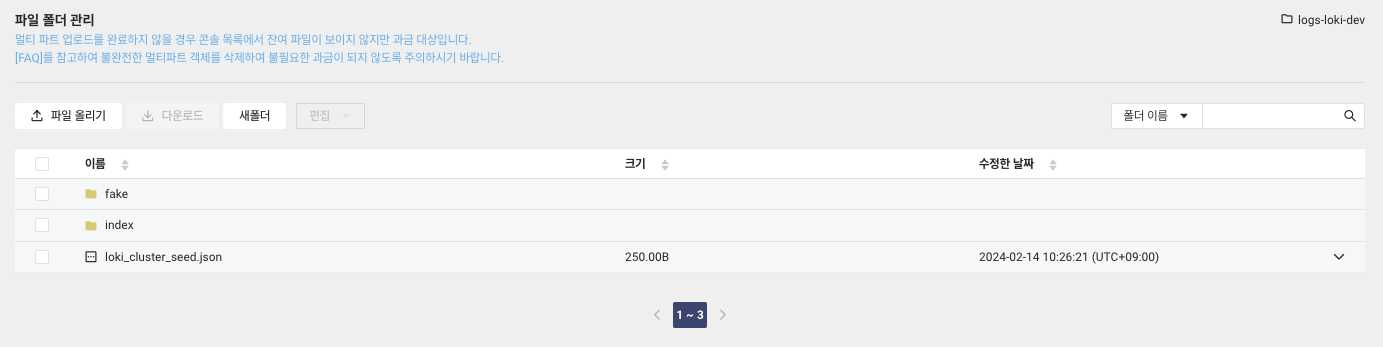 파일 폴더 관리
logs-loki-dev
멀티 파트 업로드를 완료하지 않을 경우 콘솔 목록에서 잔여 파일이 보이지 않지만 과금 대상입니다.
[FAQ]를 참고하여 불완전한 멀티파트 객체를 삭제하여 불필요한 과금이 되지 않도록 주의하시기 바랍니다.
파일 올리기 다운로드 새폴더 편집 폴더 이름
이름 크기 수정한 날짜
fake
index
loki_cluster_seed.json 250.00B 2024-02-14 10:26:21 (UTC+09:00)
1 ~ 3